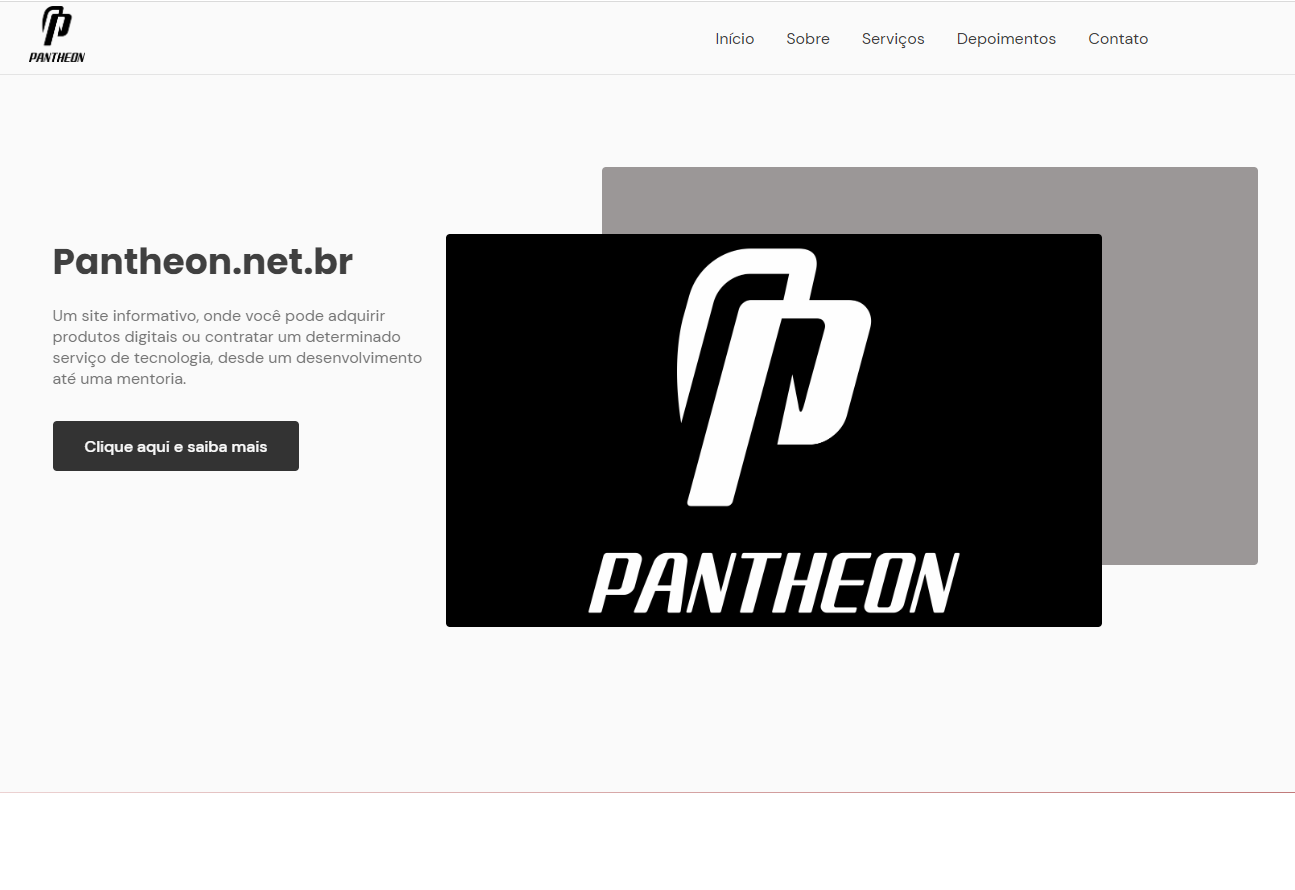 PANTHEON
Início Sobre Serviços Depoimentos Contato
Pantheon.net.br
Um site informativo, onde você pode adquirir
produtos digitais ou contratar um determinado
serviço de tecnologia, desde um desenvolvimento
até uma mentoria.
Clique aqui e saiba mais
PANTHEON